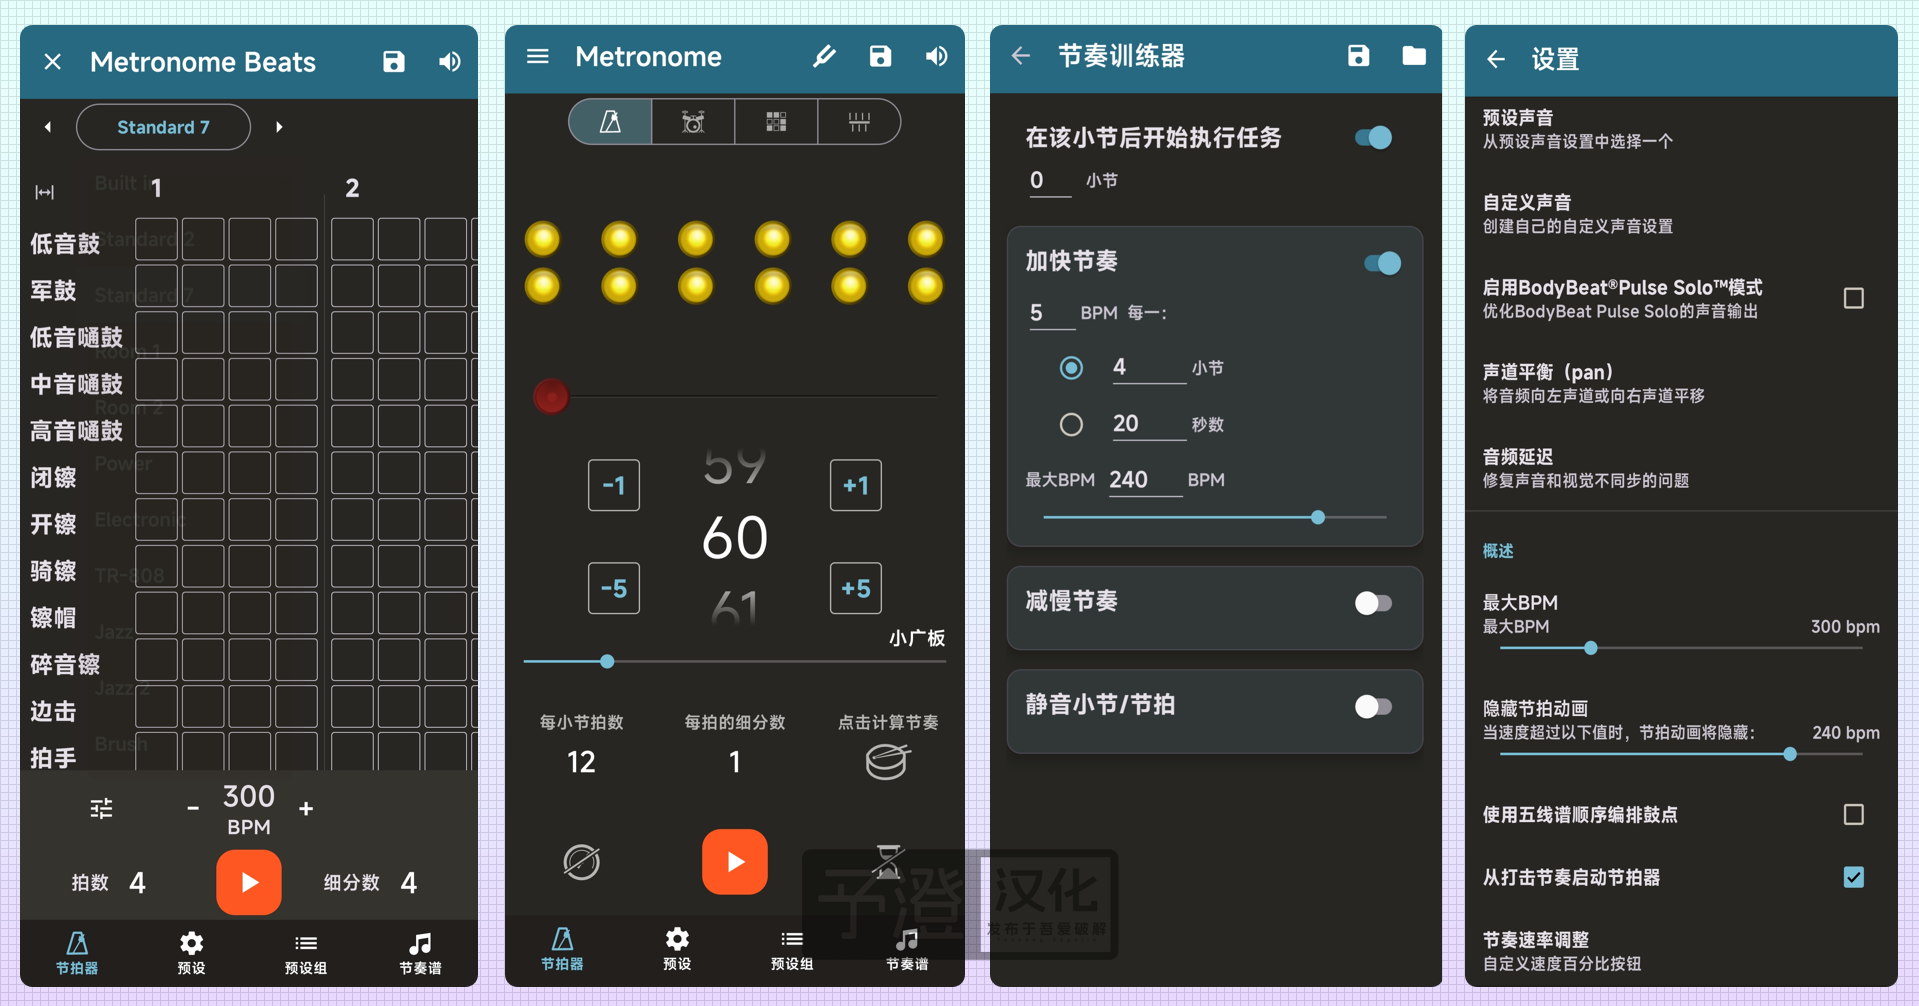 Metronome Beats
Standard 7
Built in
1
2
低音鼓
Standard 2
军鼓
Standard 7
低音嗵鼓
Room 1
中音嗵鼓
Room 2
高音嗵鼓
Power
闭镲
开镲
Electronic
骑镲
TR-808
镲帽
Jazz
碎音镲
Jazz 2
边击
Brush
拍手
- 300 +
BPM
拍数 4
细分数 4
节拍器
预设
预设组
节奏谱
Metronome
59
-1
+1
60
-5
+5
61
小广板
每小节拍数
每拍的细分数
点击计算节奏
12
1
节拍器
预设
预设组
节奏谱
节奏训练器
在该小节后开始执行任务
0 小节
加快节奏
5 BPM 每一：
4 小节
20 秒数
最大BPM 240 BPM
减慢节奏
静音小节/节拍
汉化
发布于吾爱破解
设置
预设声音
从预设声音设置中选择一个
自定义声音
创建自己的自定义声音设置
启用BodyBeat®Pulse Solo™模式
优化BodyBeat Pulse Solo的声音输出
声道平衡（pan）
将音频向左声道或向右声道平移
音频延迟
修复声音和视觉不同步的问题
概述
最大BPM
最大BPM 300 bpm
隐藏节拍动画
当速度超过以下值时，节拍动画将隐藏： 240 bpm
使用五线谱顺序编排鼓点
从打击节奏启动节拍器
节奏速率调整
自定义速度百分比按钮